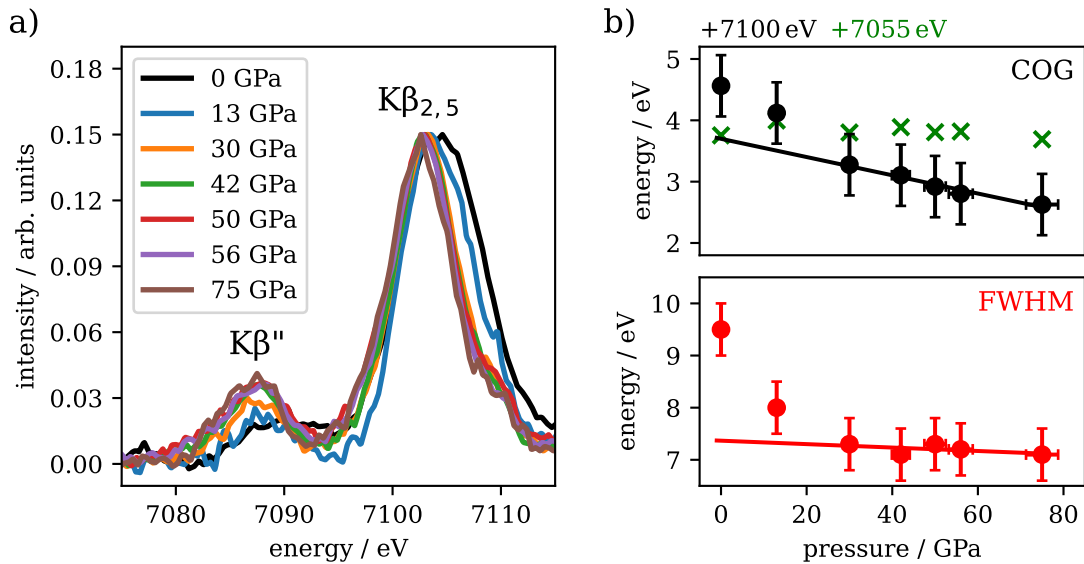 a)
intensity / arb. units
0.18
0.15
0.12
0.09
0.06
0.03
0.00
0 GPa
13 GPa
30 GPa
42 GPa
50 GPa
56 GPa
75 GPa
Kβ₂,₅
Kβ"
7080
7090
7100
7110
energy / eV
b)
+7100 eV
+7055 eV
COG
energy / eV
5
4
3
2
FWHM
energy / eV
10
9
8
7
0
20
40
60
80
pressure / GPa